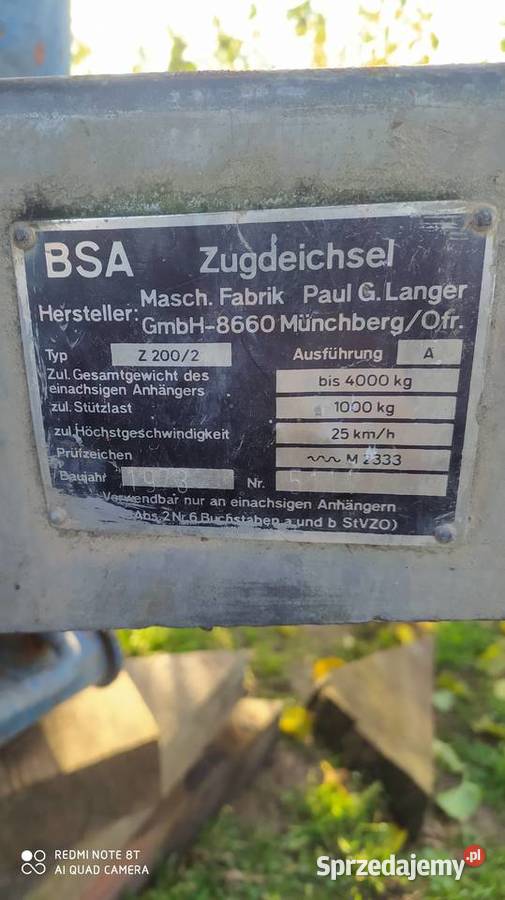 BSA Zugdeichsel
Hersteller: Masch. Fabrik Paul G. Langer
GmbH-8660 Münchberg/Ofr.
Typ Z 200/2 Ausführung A
Zul. Gesamtgewicht des
einachsigen Anhängers bis 4000 kg
zul. Stützlast 1000 kg
zul. Höchstgeschwindigkeit 25 km/h
Prüfzeichen M 2333
Baujahr 1978 Nr.
Verwendbar nur an einachsigen Anhängern
Abs. 2 Nr. 6 Buchstaben a und b StVZO)
REDMI NOTE 8T
AI QUAD CAMERA
Sprzedajemy.pl